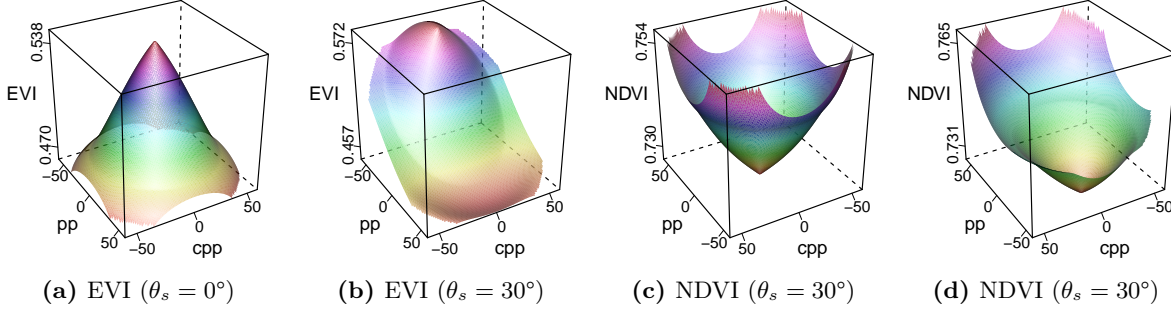 0.538
EVI
0.470
−50
0
50
pp
−50
0
50
cpp
(a) EVI (θs = 0°)
0.572
EVI
0.457
−50
0
50
pp
−50
0
50
cpp
(b) EVI (θs = 30°)
0.754
NDVI
0.730
50
0
−50
pp
50
0
−50
cpp
(c) NDVI (θs = 30°)
0.765
NDVI
0.731
50
0
−50
pp
50
0
−50
cpp
(d) NDVI (θs = 30°)